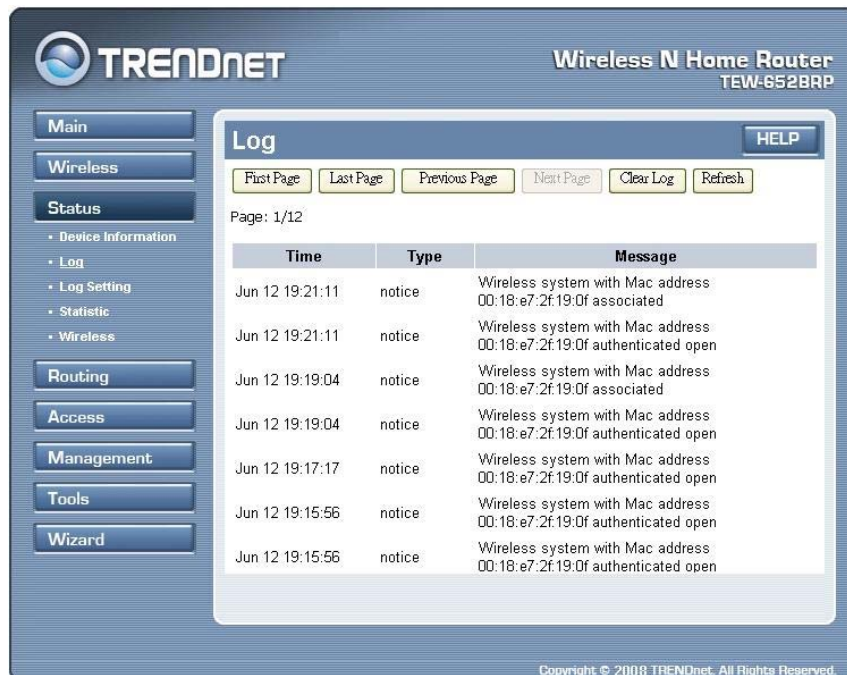 TRENDNET
Wireless N Home Router
TEW-652BRP
Main
Wireless
Status
• Device Information
• Log
• Log Setting
• Statistic
• Wireless
Routing
Access
Management
Tools
Wizard
Log
HELP
First Page Last Page Previous Page Next Page Clear Log Refresh
Page: 1/12
Time Type Message
Jun 12 19:21:11 notice Wireless system with Mac address
00:18:e7:2f:19:0f associated
Jun 12 19:21:11 notice Wireless system with Mac address
00:18:e7:2f:19:0f authenticated open
Jun 12 19:19:04 notice Wireless system with Mac address
00:18:e7:2f:19:0f associated
Jun 12 19:19:04 notice Wireless system with Mac address
00:18:e7:2f:19:0f authenticated open
Jun 12 19:17:17 notice Wireless system with Mac address
00:18:e7:2f:19:0f authenticated open
Jun 12 19:15:56 notice Wireless system with Mac address
00:18:e7:2f:19:0f authenticated open
Jun 12 19:15:56 notice Wireless system with Mac address
00:18:e7:2f:19:0f authenticated open
Copyright © 2008 TRENDnet. All Rights Reserved.